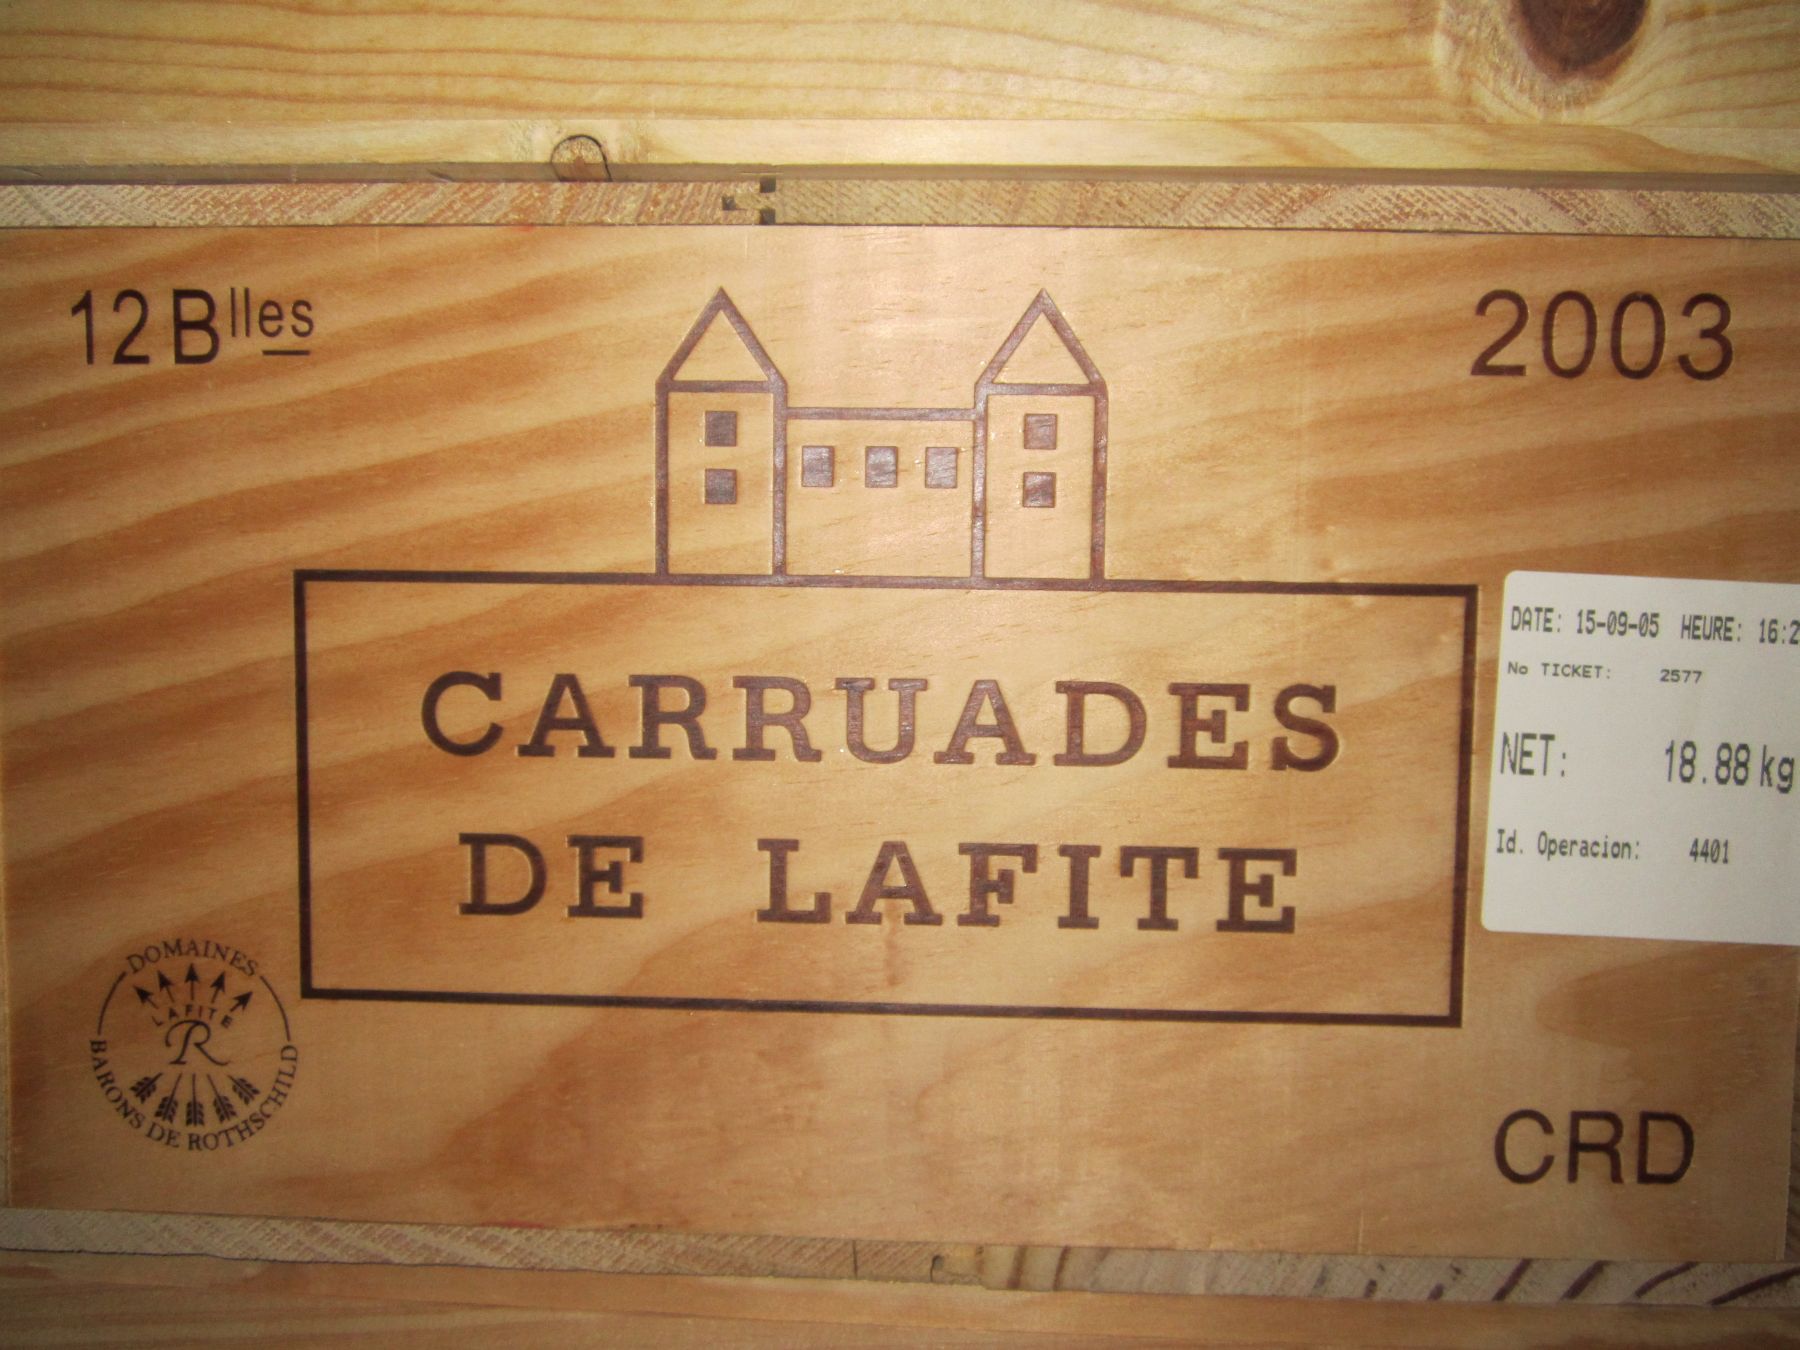 12 Blles
2003
CARRUADES
DE LAFITE
DATE: 15-09-05 HEURE: 16:2
No TICKET: 2577
NET: 18.88 kg
Id. Operacion: 4401
DOMAINES
LAFITE
R
BARONS DE ROTHSCHILD
CRD